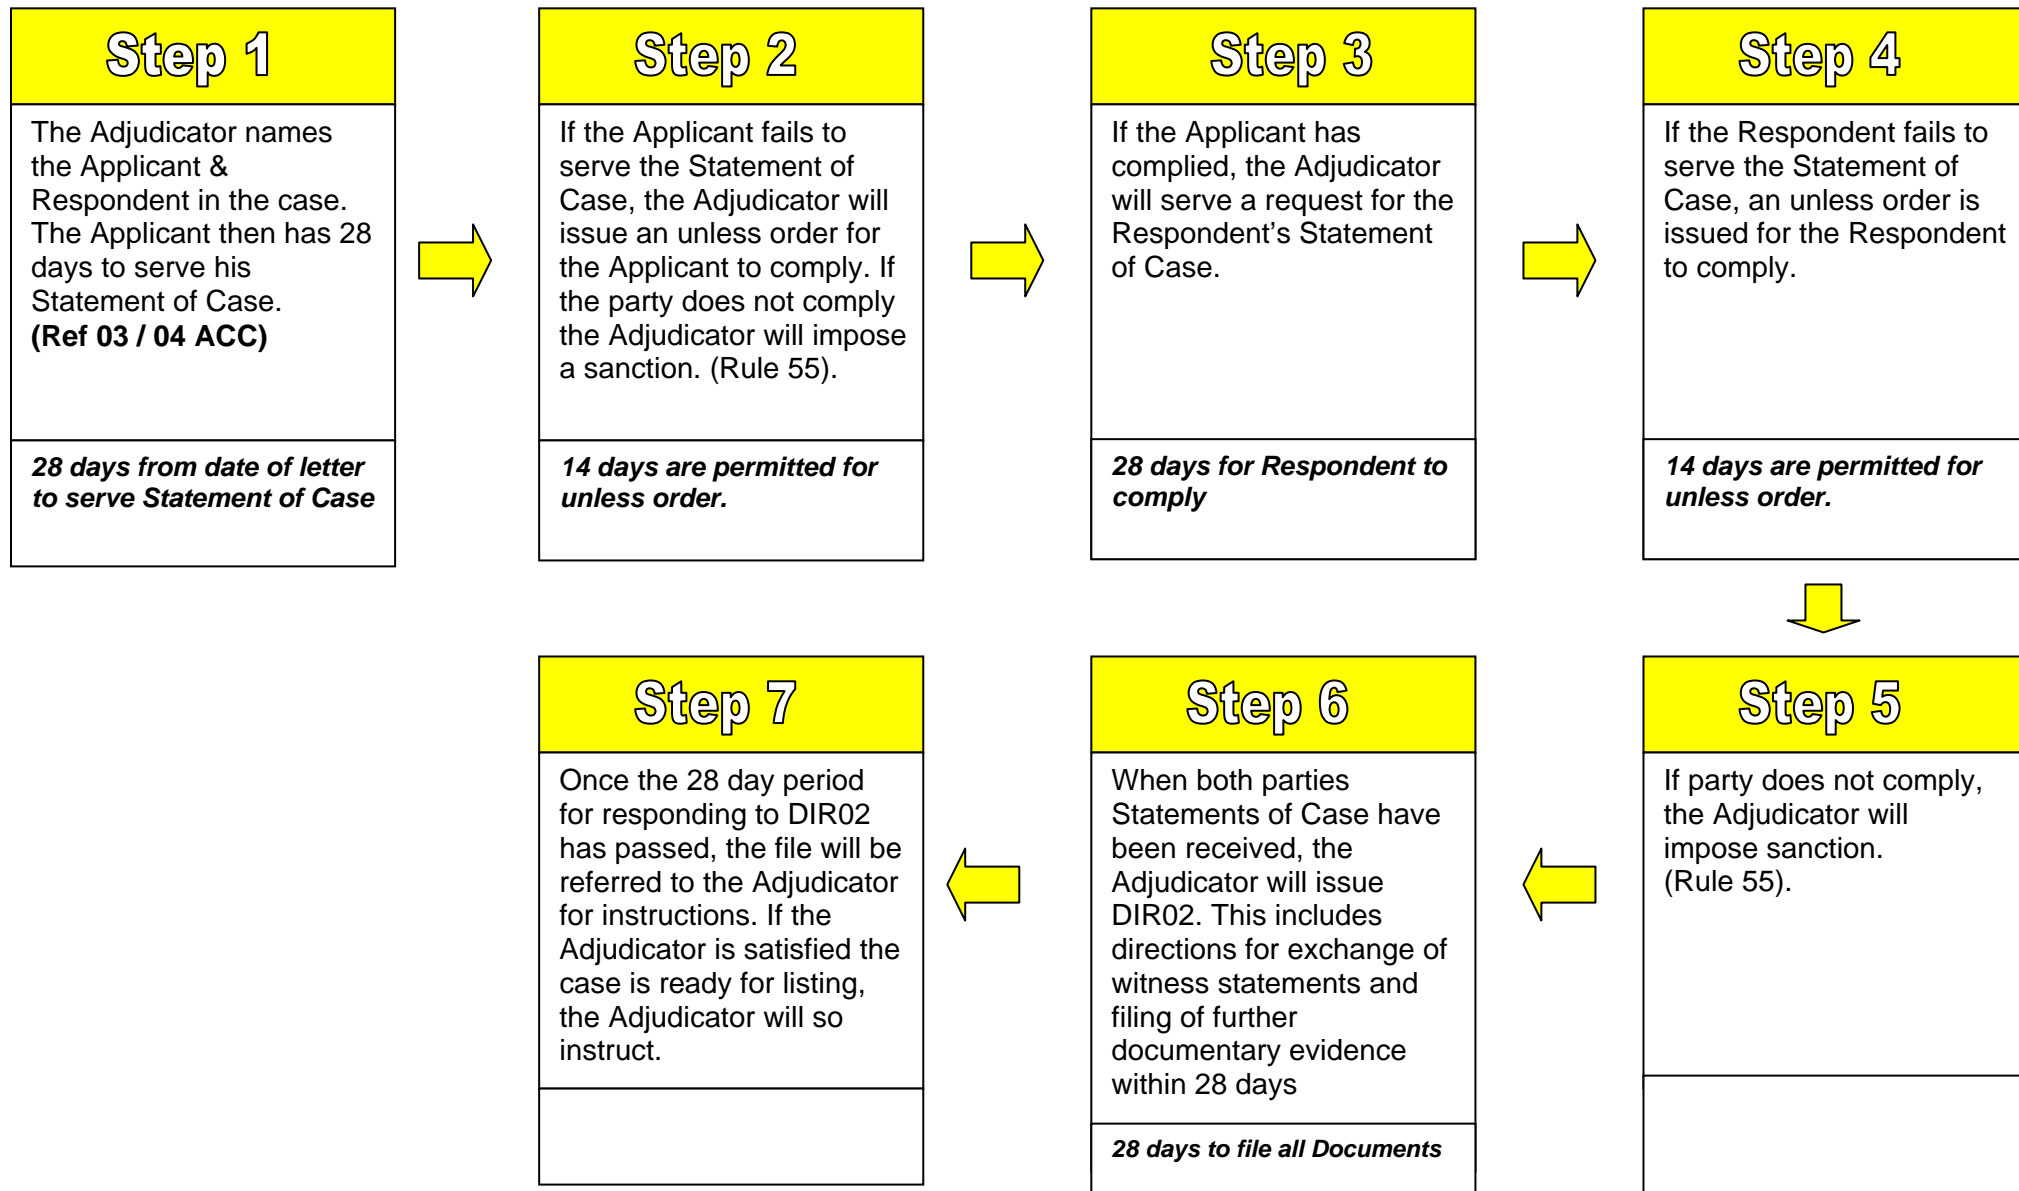 Step 1
The Adjudicator names
the Applicant &
Respondent in the case.
The Applicant then has 28
days to serve his
Statement of Case.
(Ref 03 / 04 ACC)
28 days from date of letter
to serve Statement of Case
Step 2
If the Applicant fails to
serve the Statement of
Case, the Adjudicator will
issue an unless order for
the Applicant to comply. If
the party does not comply
the Adjudicator will impose
a sanction. (Rule 55).
14 days are permitted for
unless order.
Step 3
If the Applicant has
complied, the Adjudicator
will serve a request for the
Respondent’s Statement
of Case.
28 days for Respondent to
comply
Step 4
If the Respondent fails to
serve the Statement of
Case, an unless order is
issued for the Respondent
to comply.
14 days are permitted for
unless order.
Step 5
If party does not comply,
the Adjudicator will
impose sanction.
(Rule 55).
Step 6
When both parties
Statements of Case have
been received, the
Adjudicator will issue
DIR02. This includes
directions for exchange of
witness statements and
filing of further
documentary evidence
within 28 days
28 days to file all Documents
Step 7
Once the 28 day period
for responding to DIR02
has passed, the file will be
referred to the Adjudicator
for instructions. If the
Adjudicator is satisfied the
case is ready for listing,
the Adjudicator will so
instruct.